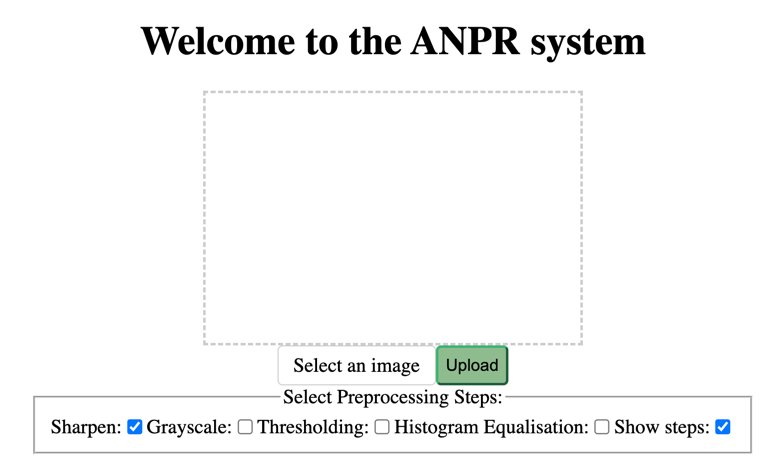 Welcome to the ANPR system
Select an image Upload
Select Preprocessing Steps:
Sharpen: Grayscale: Thresholding: Histogram Equalisation: Show steps: